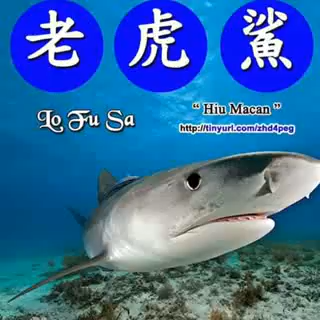 老 虎 鯊
Lo Fu Sa
“ Hiu Macan ”
http://tinyurl.com/zhd4peg